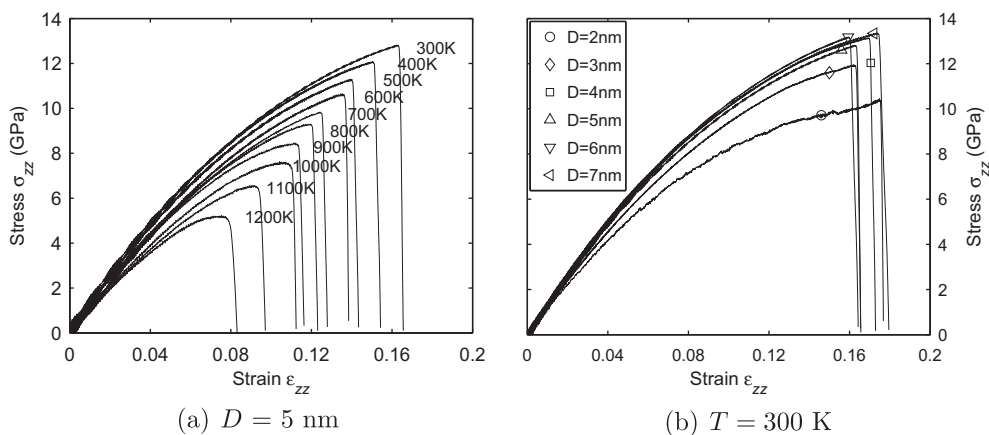 14
12
10
8
6
4
2
0
Stress σzz (GPa)
300K
400K
500K
600K
700K
800K
900K
1000K
1100K
1200K
0 0.04 0.08 0.12 0.16 0.2
Strain εzz
(a) D = 5 nm
D=2nm
D=3nm
D=4nm
D=5nm
D=6nm
D=7nm
14
12
10
8
6
4
2
0
Stress σzz (GPa)
0 0.04 0.08 0.12 0.16 0.2
Strain εzz
(b) T = 300 K